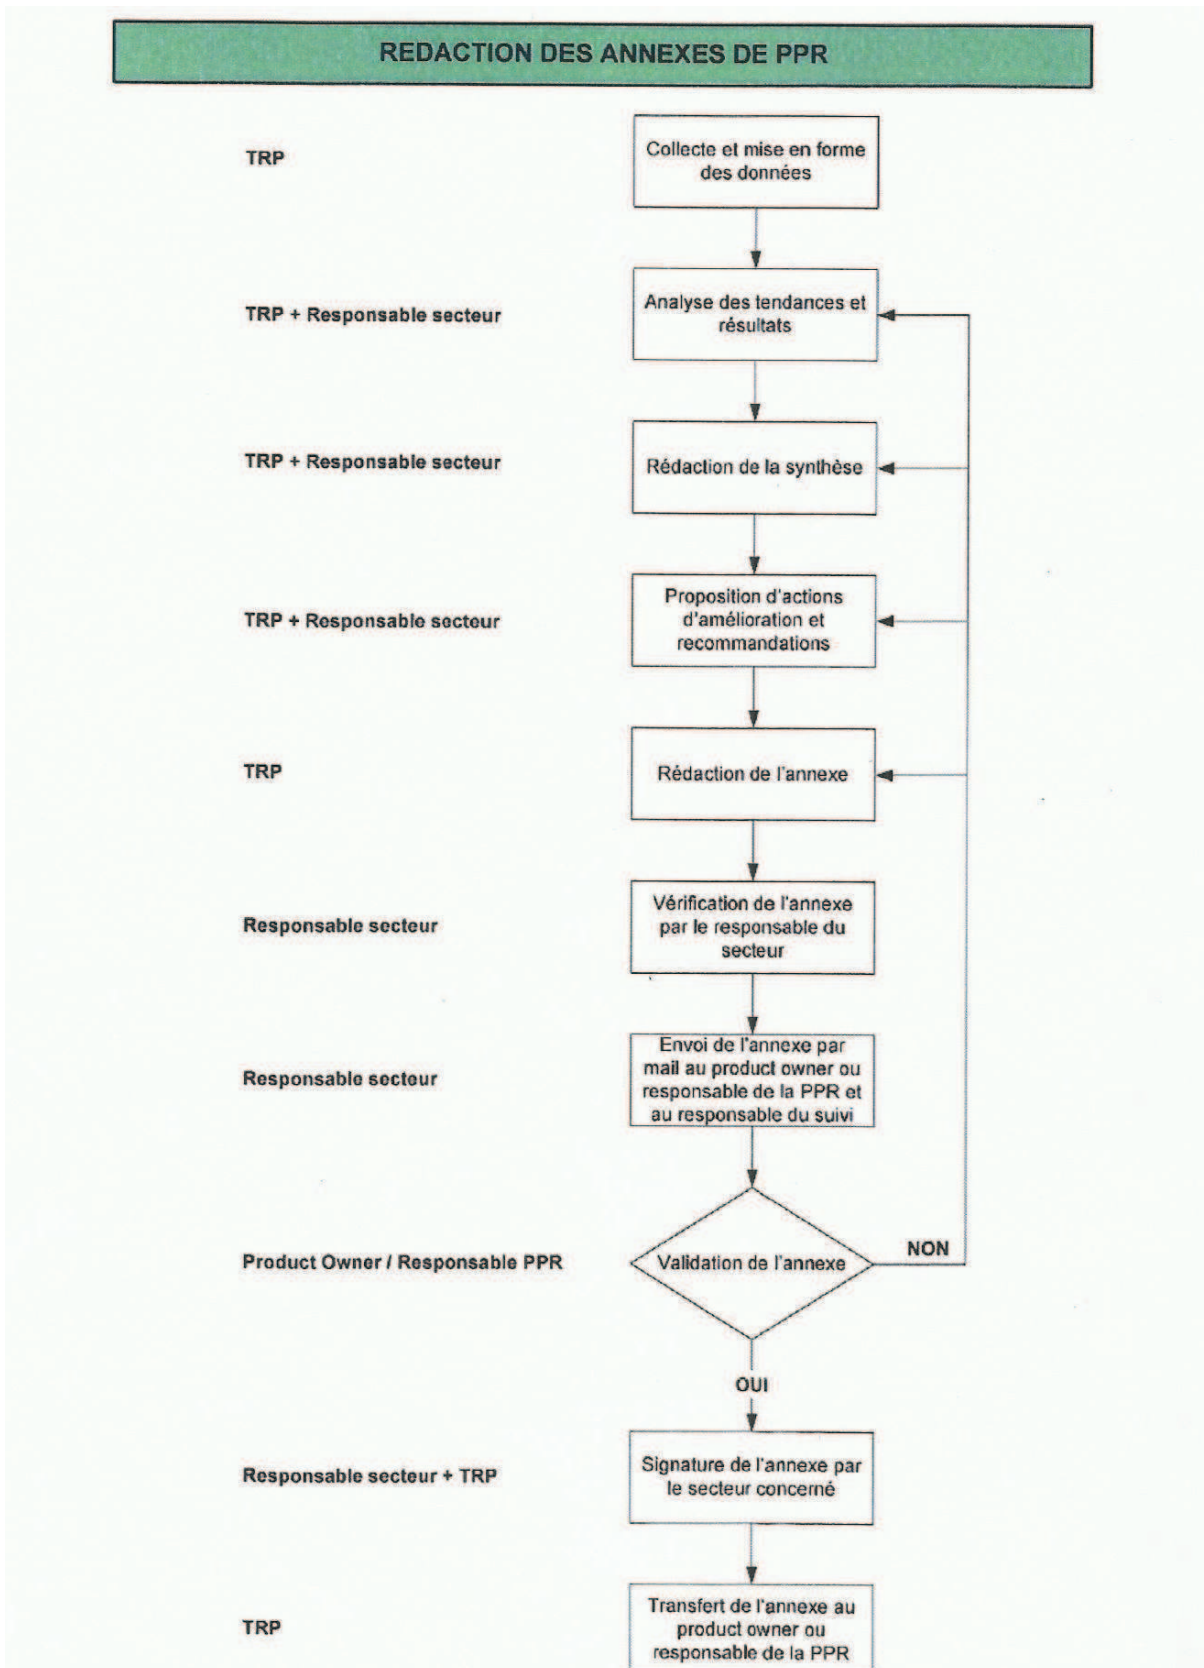 REDACTION DES ANNEXES DE PPR
TRP
Collecte et mise en forme
des données
TRP + Responsable secteur
Analyse des tendances et
résultats
TRP + Responsable secteur
Rédaction de la synthèse
TRP + Responsable secteur
Proposition d'actions
d'amélioration et
recommandations
TRP
Rédaction de l'annexe
Responsable secteur
Vérification de l'annexe
par le responsable du
secteur
Responsable secteur
Envoi de l'annexe par
mail au product owner ou
responsable de la PPR et
au responsable du suivi
Product Owner / Responsable PPR
Validation de l'annexe
NON
OUI
Responsable secteur + TRP
Signature de l'annexe par
le secteur concerné
TRP
Transfert de l'annexe au
product owner ou
responsable de la PPR